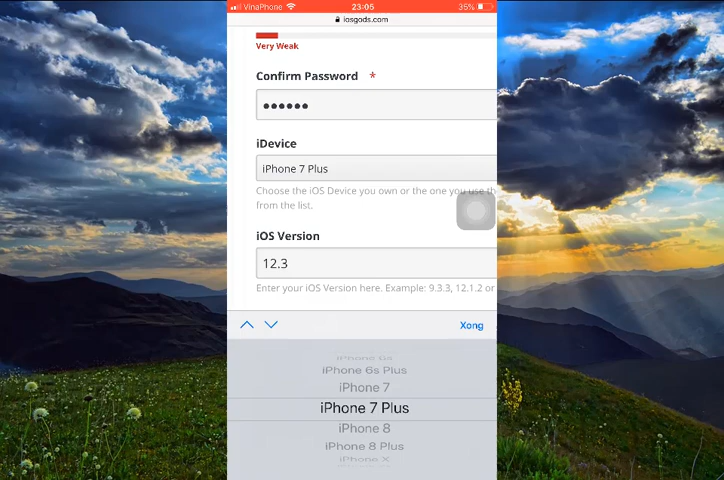 VinaPhone 23:05 35%
iosgods.com
Very Weak
Confirm Password *
●●●●●●
iDevice
iPhone 7 Plus
Choose the iOS Device you own or the one you use th
from the list.
iOS Version
12.3
Enter your iOS Version here. Example: 9.3.3, 12.1.2 or
Xong
iPhone 6s
iPhone 6s Plus
iPhone 7
iPhone 7 Plus
iPhone 8
iPhone 8 Plus
iPhone X